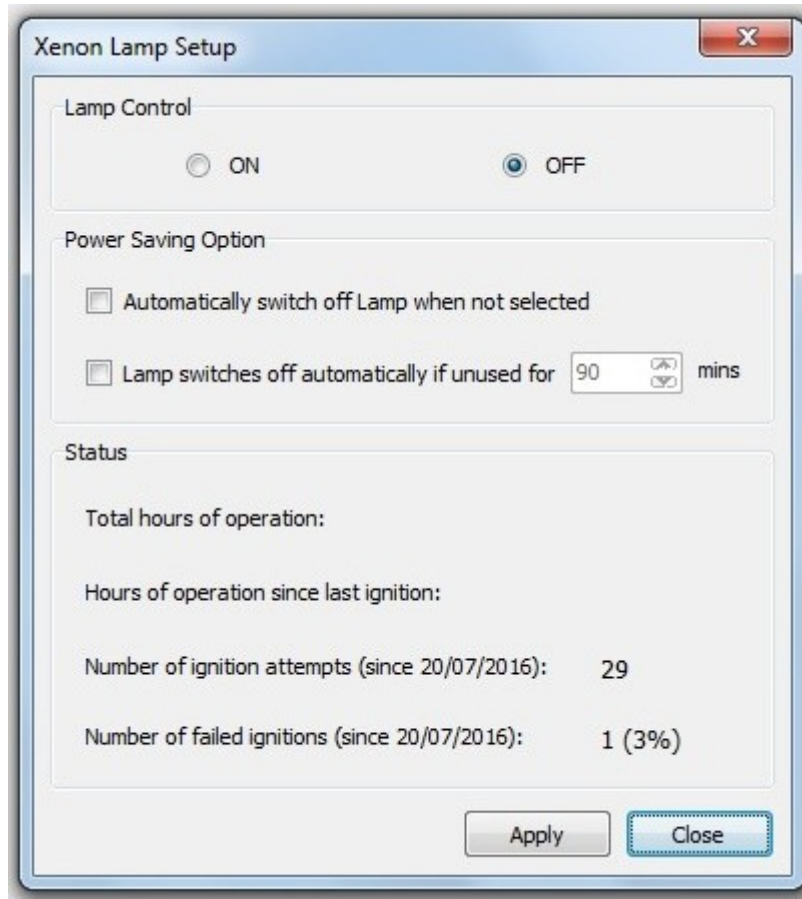 Xenon Lamp Setup
Lamp Control
ON OFF
Power Saving Option
Automatically switch off Lamp when not selected
Lamp switches off automatically if unused for 90 mins
Status
Total hours of operation:
Hours of operation since last ignition:
Number of ignition attempts (since 20/07/2016): 29
Number of failed ignitions (since 20/07/2016): 1 (3%)
Apply Close